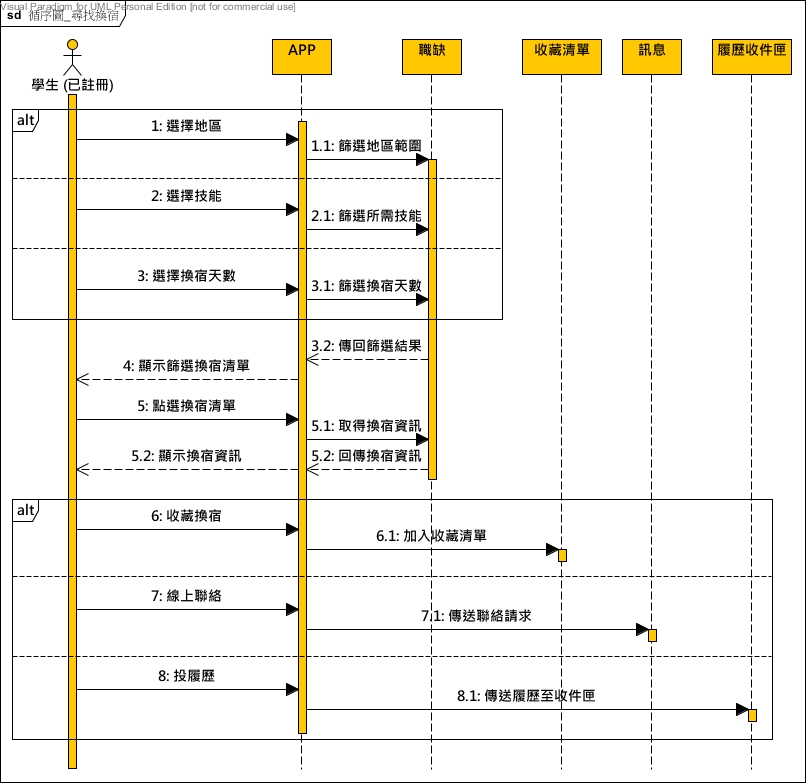 Visual Paradigm for UML Personal Edition [not for commercial use]
sd 循序圖_尋找換宿
APP
職缺
收藏清單
訊息
履歷收件匣
學生 (已註冊)
alt
1: 選擇地區
1.1: 篩選地區範圍
2: 選擇技能
2.1: 篩選所需技能
3: 選擇換宿天數
3.1: 篩選換宿天數
3.2: 傳回篩選結果
4: 顯示篩選換宿清單
5: 點選換宿清單
5.1: 取得換宿資訊
5.2: 顯示換宿資訊
5.2: 回傳換宿資訊
alt
6: 收藏換宿
6.1: 加入收藏清單
7: 線上聯絡
7.1: 傳送聯絡請求
8: 投履歷
8.1: 傳送履歷至收件匣